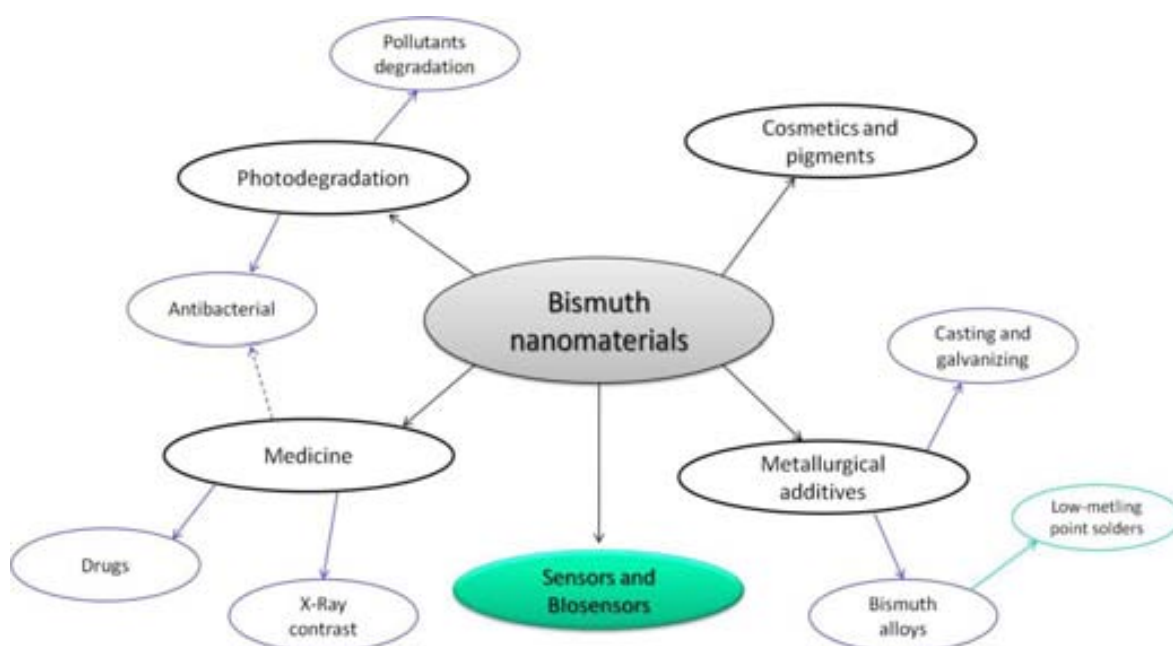 Pollutants
degradation
Cosmetics and
pigments
Photodegradation
Antibacterial
Bismuth
nanomaterials
Casting and
galvanizing
Medicine
Metallurgical
additives
Low-metling
point solders
Drugs
X-Ray
contrast
Sensors and
Biosensors
Bismuth
alloys